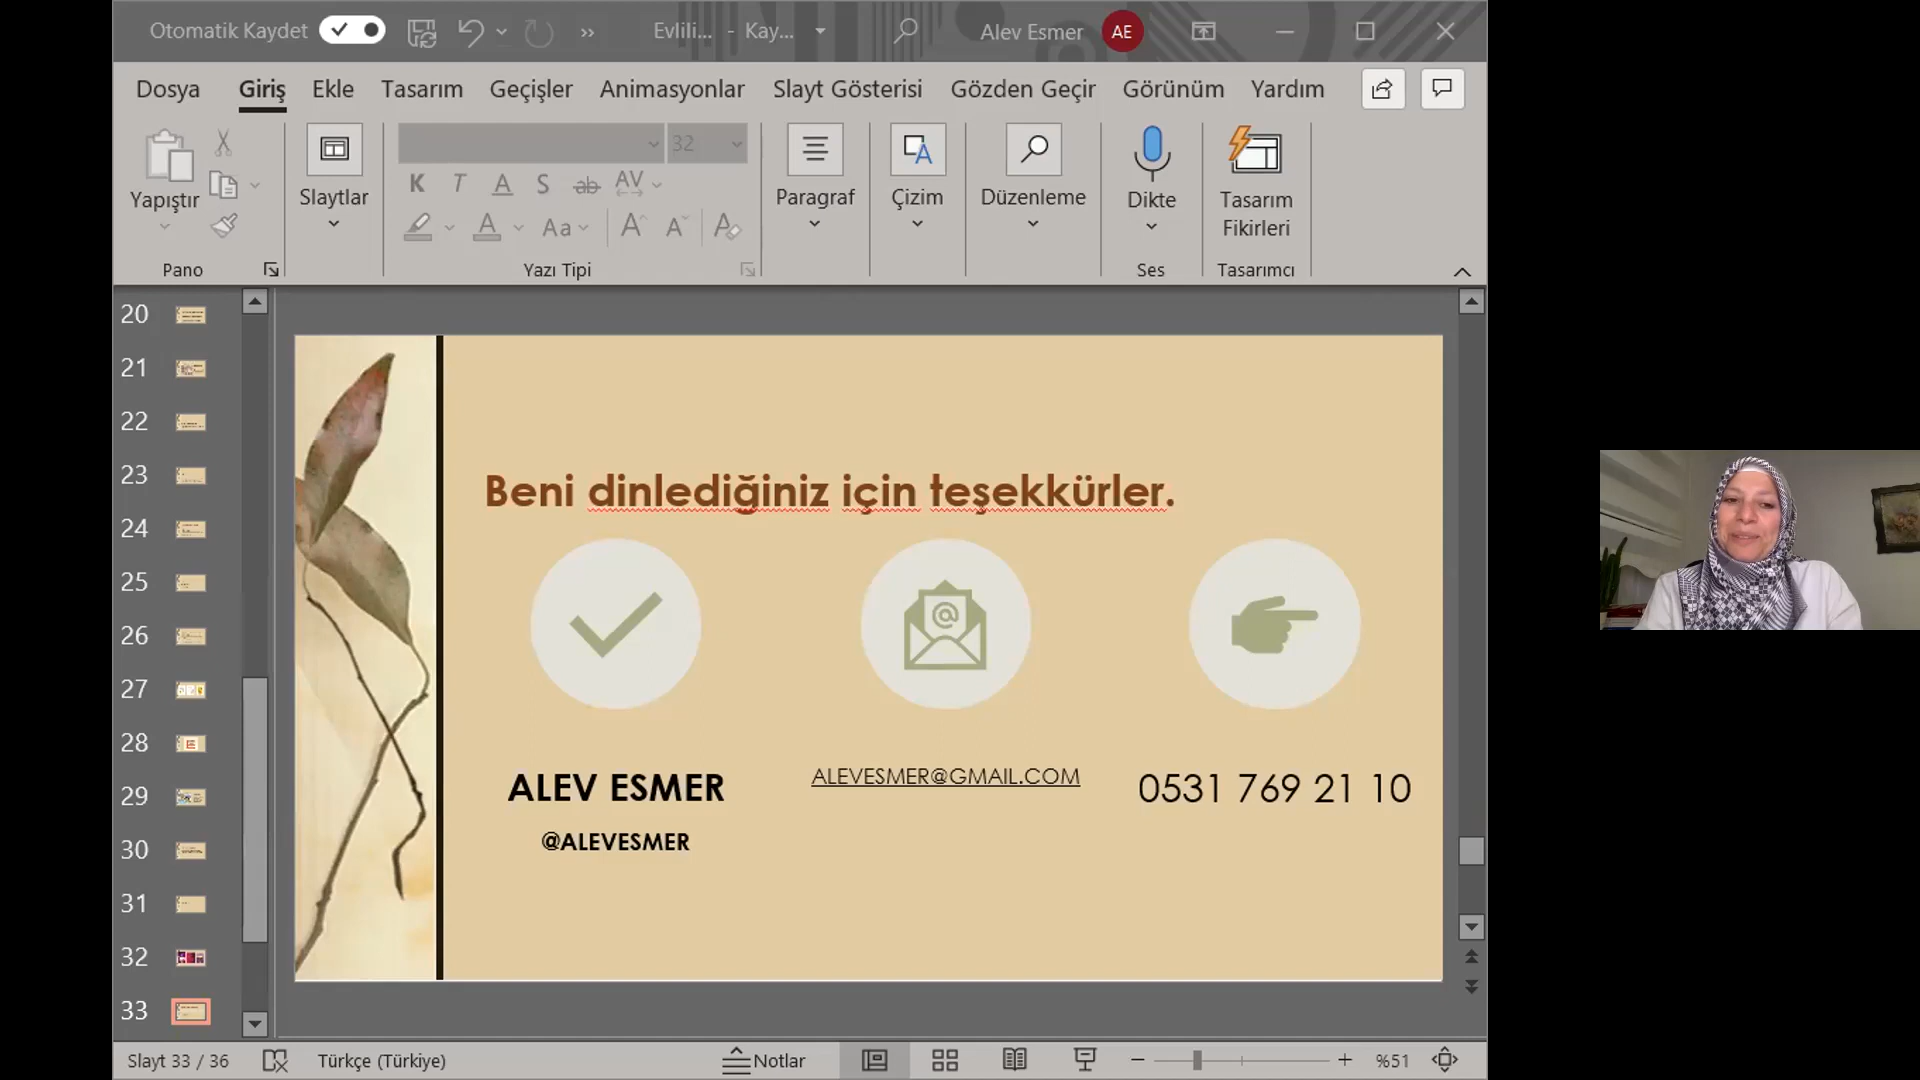 Otomatik Kaydet
Evlili... - Kay...
Alev Esmer
AE
Dosya Giriş Ekle Tasarım Geçişler Animasyonlar Slayt Gösterisi Gözden Geçir Görünüm Yardım
32
K T A S ab AV
A Aa A A A
Yapıştır
Slaytlar
Paragraf
Çizim
Düzenleme
Dikte
Tasarım
Fikirleri
Pano
Yazı Tipi
Ses
Tasarımcı
20
21
22
23
24
25
26
27
28
29
30
31
32
33
Beni dinlediğiniz için teşekkürler.
@
ALEV ESMER
@ALEVESMER
ALEVESMER@GMAIL.COM
0531 769 21 10
Slayt 33 / 36
Türkçe (Türkiye)
Notlar
%51